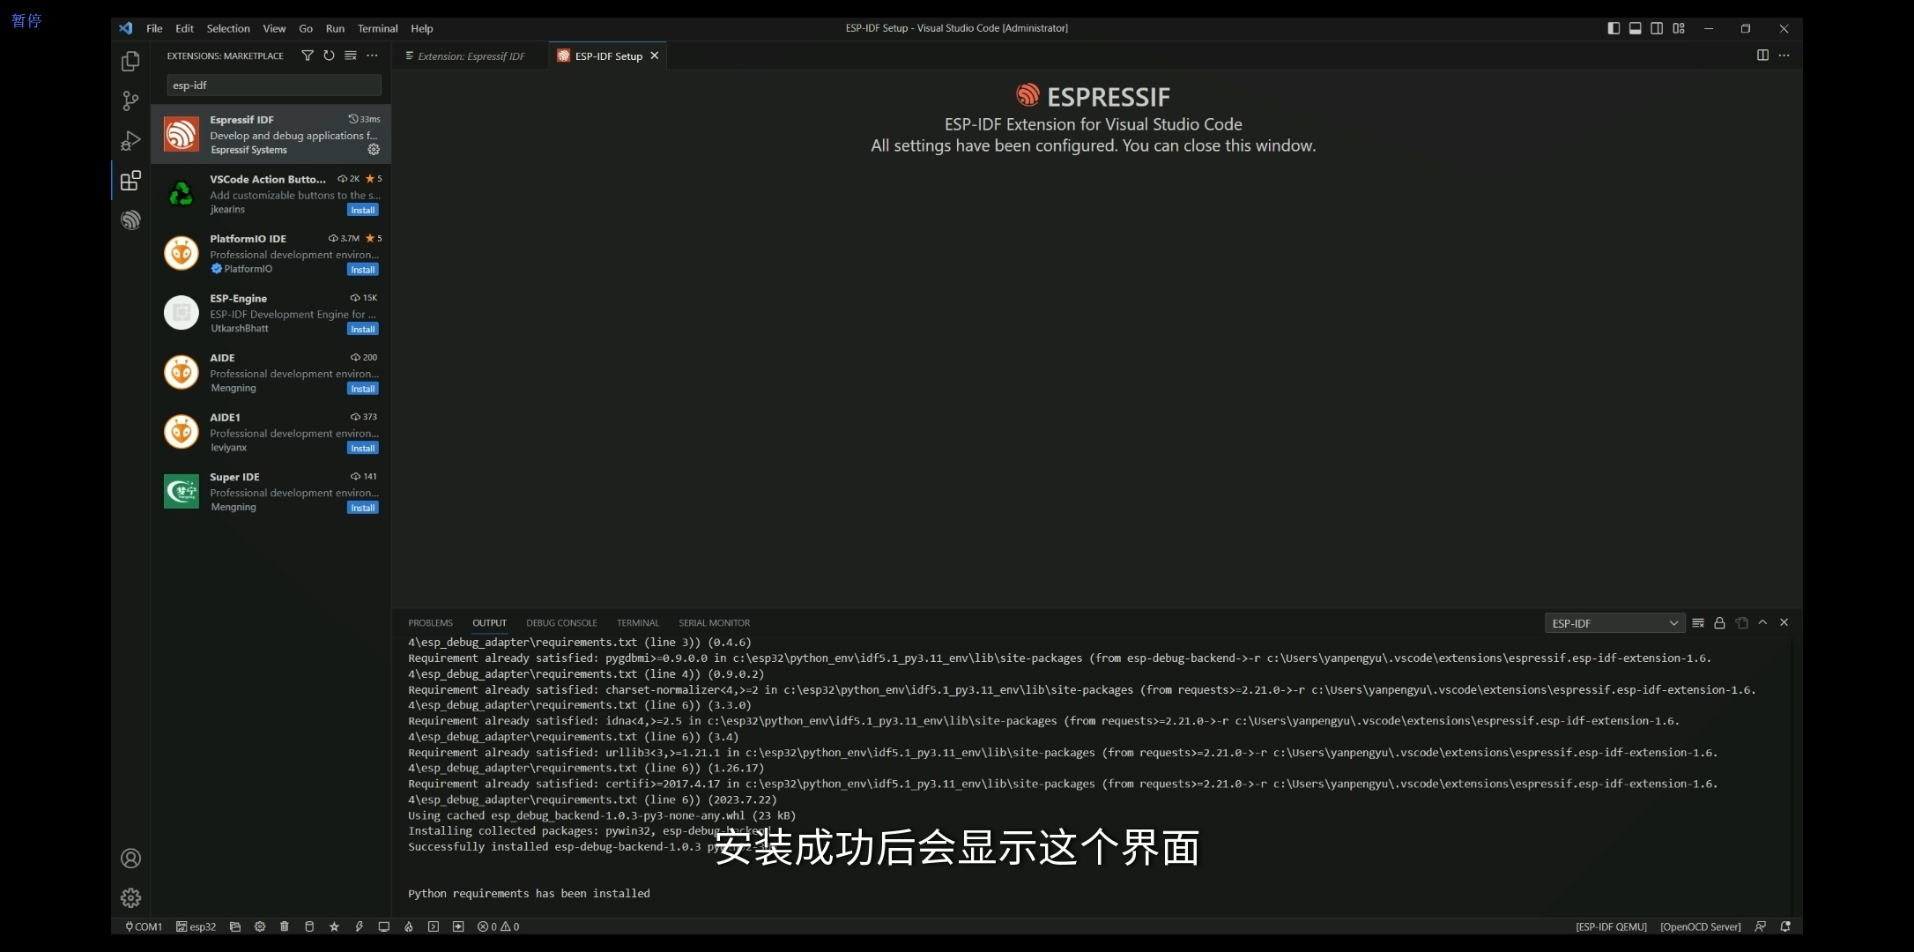 暂停
File Edit Selection View Go Run Terminal Help
ESP-IDF Setup - Visual Studio Code [Administrator]
EXTENSIONS: MARKETPLACE
Extension: Espressif IDF
ESP-IDF Setup
esp-idf
Espressif IDF 33ms
Develop and debug applications f...
Espressif Systems
VSCode Action Butto... 2K 5
Add customizable buttons to the s...
jkearins Install
PlatformIO IDE 3.7M 5
Professional development environ...
PlatformIO Install
ESP-Engine 15K
ESP-IDF Development Engine for ...
UtkarshBhatt Install
AIDE 200
Professional development environ...
Mengning Install
AIDE1 373
Professional development environ...
leviyanx Install
Super IDE 141
Professional development environ...
Mengning Install
ESPRESSIF
ESP-IDF Extension for Visual Studio Code
All settings have been configured. You can close this window.
PROBLEMS OUTPUT DEBUG CONSOLE TERMINAL SERIAL MONITOR
ESP-IDF
4\esp_debug_adapter\requirements.txt (line 3)) (0.4.6)
Requirement already satisfied: pygdbmi>=0.9.0.0 in c:\esp32\python_env\idf5.1_py3.11_env\lib\site-packages (from esp-debug-backend->-r c:\Users\yanpengyu\.vscode\extensions\espressif.esp-idf-extension-1.6.
4\esp_debug_adapter\requirements.txt (line 4)) (0.9.0.2)
Requirement already satisfied: charset-normalizer<4,>=2 in c:\esp32\python_env\idf5.1_py3.11_env\lib\site-packages (from requests>=2.21.0->-r c:\Users\yanpengyu\.vscode\extensions\espressif.esp-idf-extension-1.6.
4\esp_debug_adapter\requirements.txt (line 6)) (3.3.0)
Requirement already satisfied: idna<4,>=2.5 in c:\esp32\python_env\idf5.1_py3.11_env\lib\site-packages (from requests>=2.21.0->-r c:\Users\yanpengyu\.vscode\extensions\espressif.esp-idf-extension-1.6.
4\esp_debug_adapter\requirements.txt (line 6)) (3.4)
Requirement already satisfied: urllib3<3,>=1.21.1 in c:\esp32\python_env\idf5.1_py3.11_env\lib\site-packages (from requests>=2.21.0->-r c:\Users\yanpengyu\.vscode\extensions\espressif.esp-idf-extension-1.6.
4\esp_debug_adapter\requirements.txt (line 6)) (1.26.17)
Requirement already satisfied: certifi>=2017.4.17 in c:\esp32\python_env\idf5.1_py3.11_env\lib\site-packages (from requests>=2.21.0->-r c:\Users\yanpengyu\.vscode\extensions\espressif.esp-idf-extension-1.6.
4\esp_debug_adapter\requirements.txt (line 6)) (2023.7.22)
Using cached esp_debug_backend-1.0.3-py3-none-any.whl (23 kB)
Installing collected packages: pywin32, esp-debug-backend
Successfully installed esp-debug-backend-1.0.3
安装成功后会显示这个界面
Python requirements has been installed
COM1 esp32 0 0 [ESP-IDF QEMU] [OpenOCD Server]